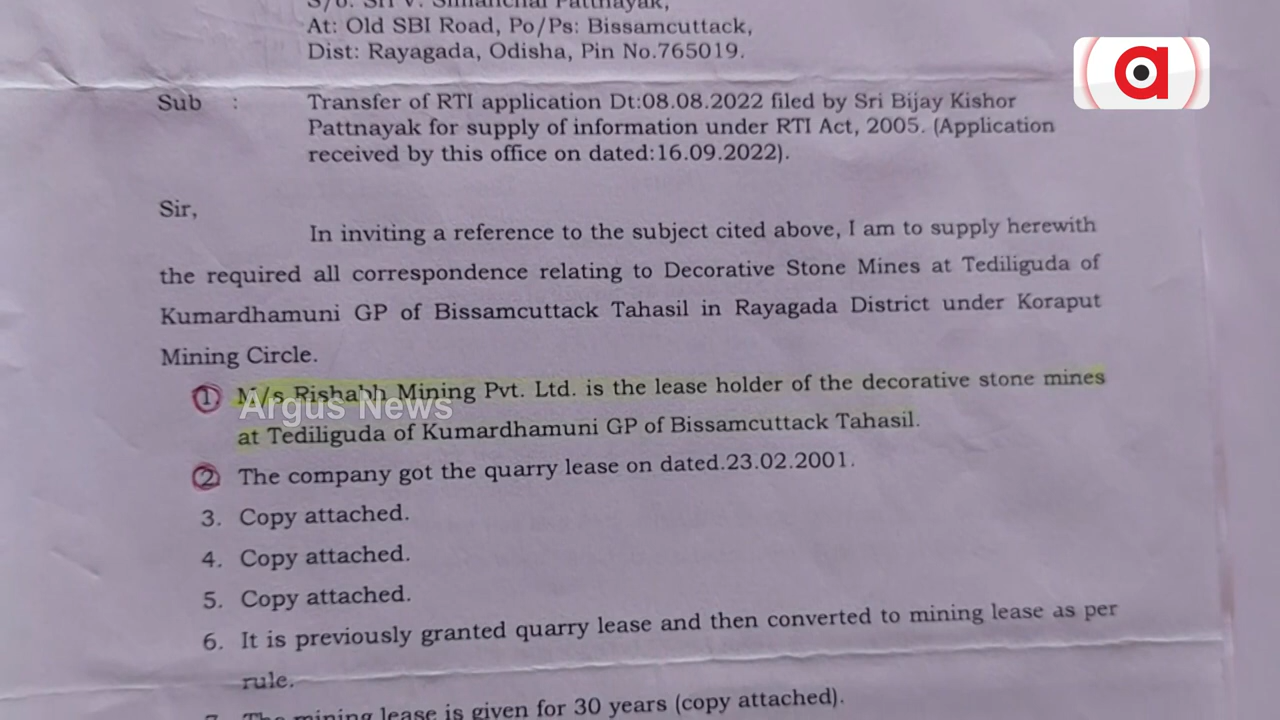 S/o. Sri V. Simanchal Pattnayak,
At: Old SBI Road, Po/Ps: Bissamcuttack,
Dist: Rayagada, Odisha, Pin No.765019.
Sub : Transfer of RTI application Dt:08.08.2022 filed by Sri Bijay Kishor
Pattnayak for supply of information under RTI Act, 2005. (Application
received by this office on dated:16.09.2022).
Sir,
In inviting a reference to the subject cited above, I am to supply herewith
the required all correspondence relating to Decorative Stone Mines at Tediliguda of
Kumardhamuni GP of Bissamcuttack Tahasil in Rayagada District under Koraput
Mining Circle.
1 M/s Rishabh Mining Pvt. Ltd. is the lease holder of the decorative stone mines
Argus News
at Tediliguda of Kumardhamuni GP of Bissamcuttack Tahasil.
2 The company got the quarry lease on dated.23.02.2001.
3. Copy attached.
4. Copy attached.
5. Copy attached.
6. It is previously granted quarry lease and then converted to mining lease as per
rule.
7. The mining lease is given for 30 years (copy attached).
a